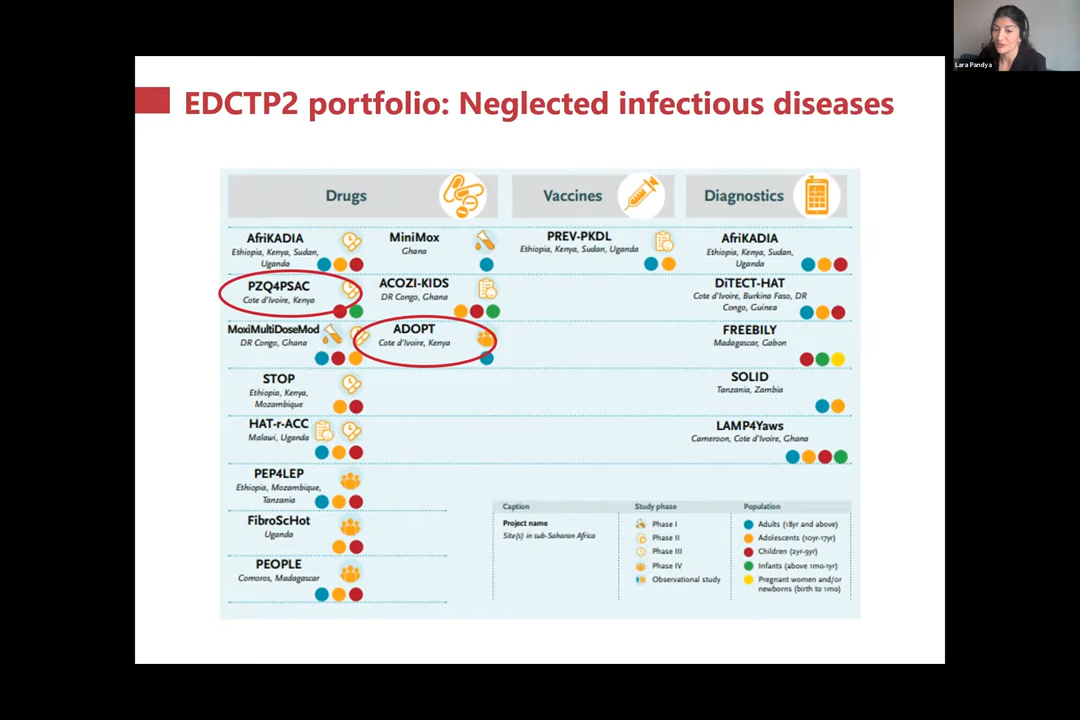 Lara Pandya
EDCTP2 portfolio: Neglected infectious diseases
Drugs
AfriKADIA
Ethiopia, Kenya, Sudan,
Uganda
PZQ4PSAC
Cote d'Ivoire, Kenya
MoxiMultiDoseMod
DR Congo, Ghana
STOP
Ethiopia, Kenya,
Mozambique
HAT-r-ACC
Malawi, Uganda
PEP4LEP
Ethiopia, Mozambique,
Tanzania
FibroScHot
Uganda
PEOPLE
Comoros, Madagascar
MiniMox
Ghana
ACOZI-KIDS
DR Congo, Ghana
ADOPT
Cote d'Ivoire, Kenya
Vaccines
PREV-PKDL
Ethiopia, Kenya, Sudan, Uganda
Diagnostics
AfriKADIA
Ethiopia, Kenya, Sudan,
Uganda
DiTECT-HAT
Cote d'Ivoire, Burkina Faso, DR
Congo, Guinea
FREEBILY
Madagascar, Gabon
SOLID
Tanzania, Zambia
LAMP4Yaws
Cameroon, Cote d'Ivoire, Ghana
Caption
Project name
Site(s) in sub-Saharan Africa
Study phase
Phase I
Phase II
Phase III
Phase IV
Observational study
Population
Adults (18yr and above)
Adolescents (10yr-17yr)
Children (2yr-9yr)
Infants (above 1mo-1yr)
Pregnant women and/or
newborns (birth to 1mo)